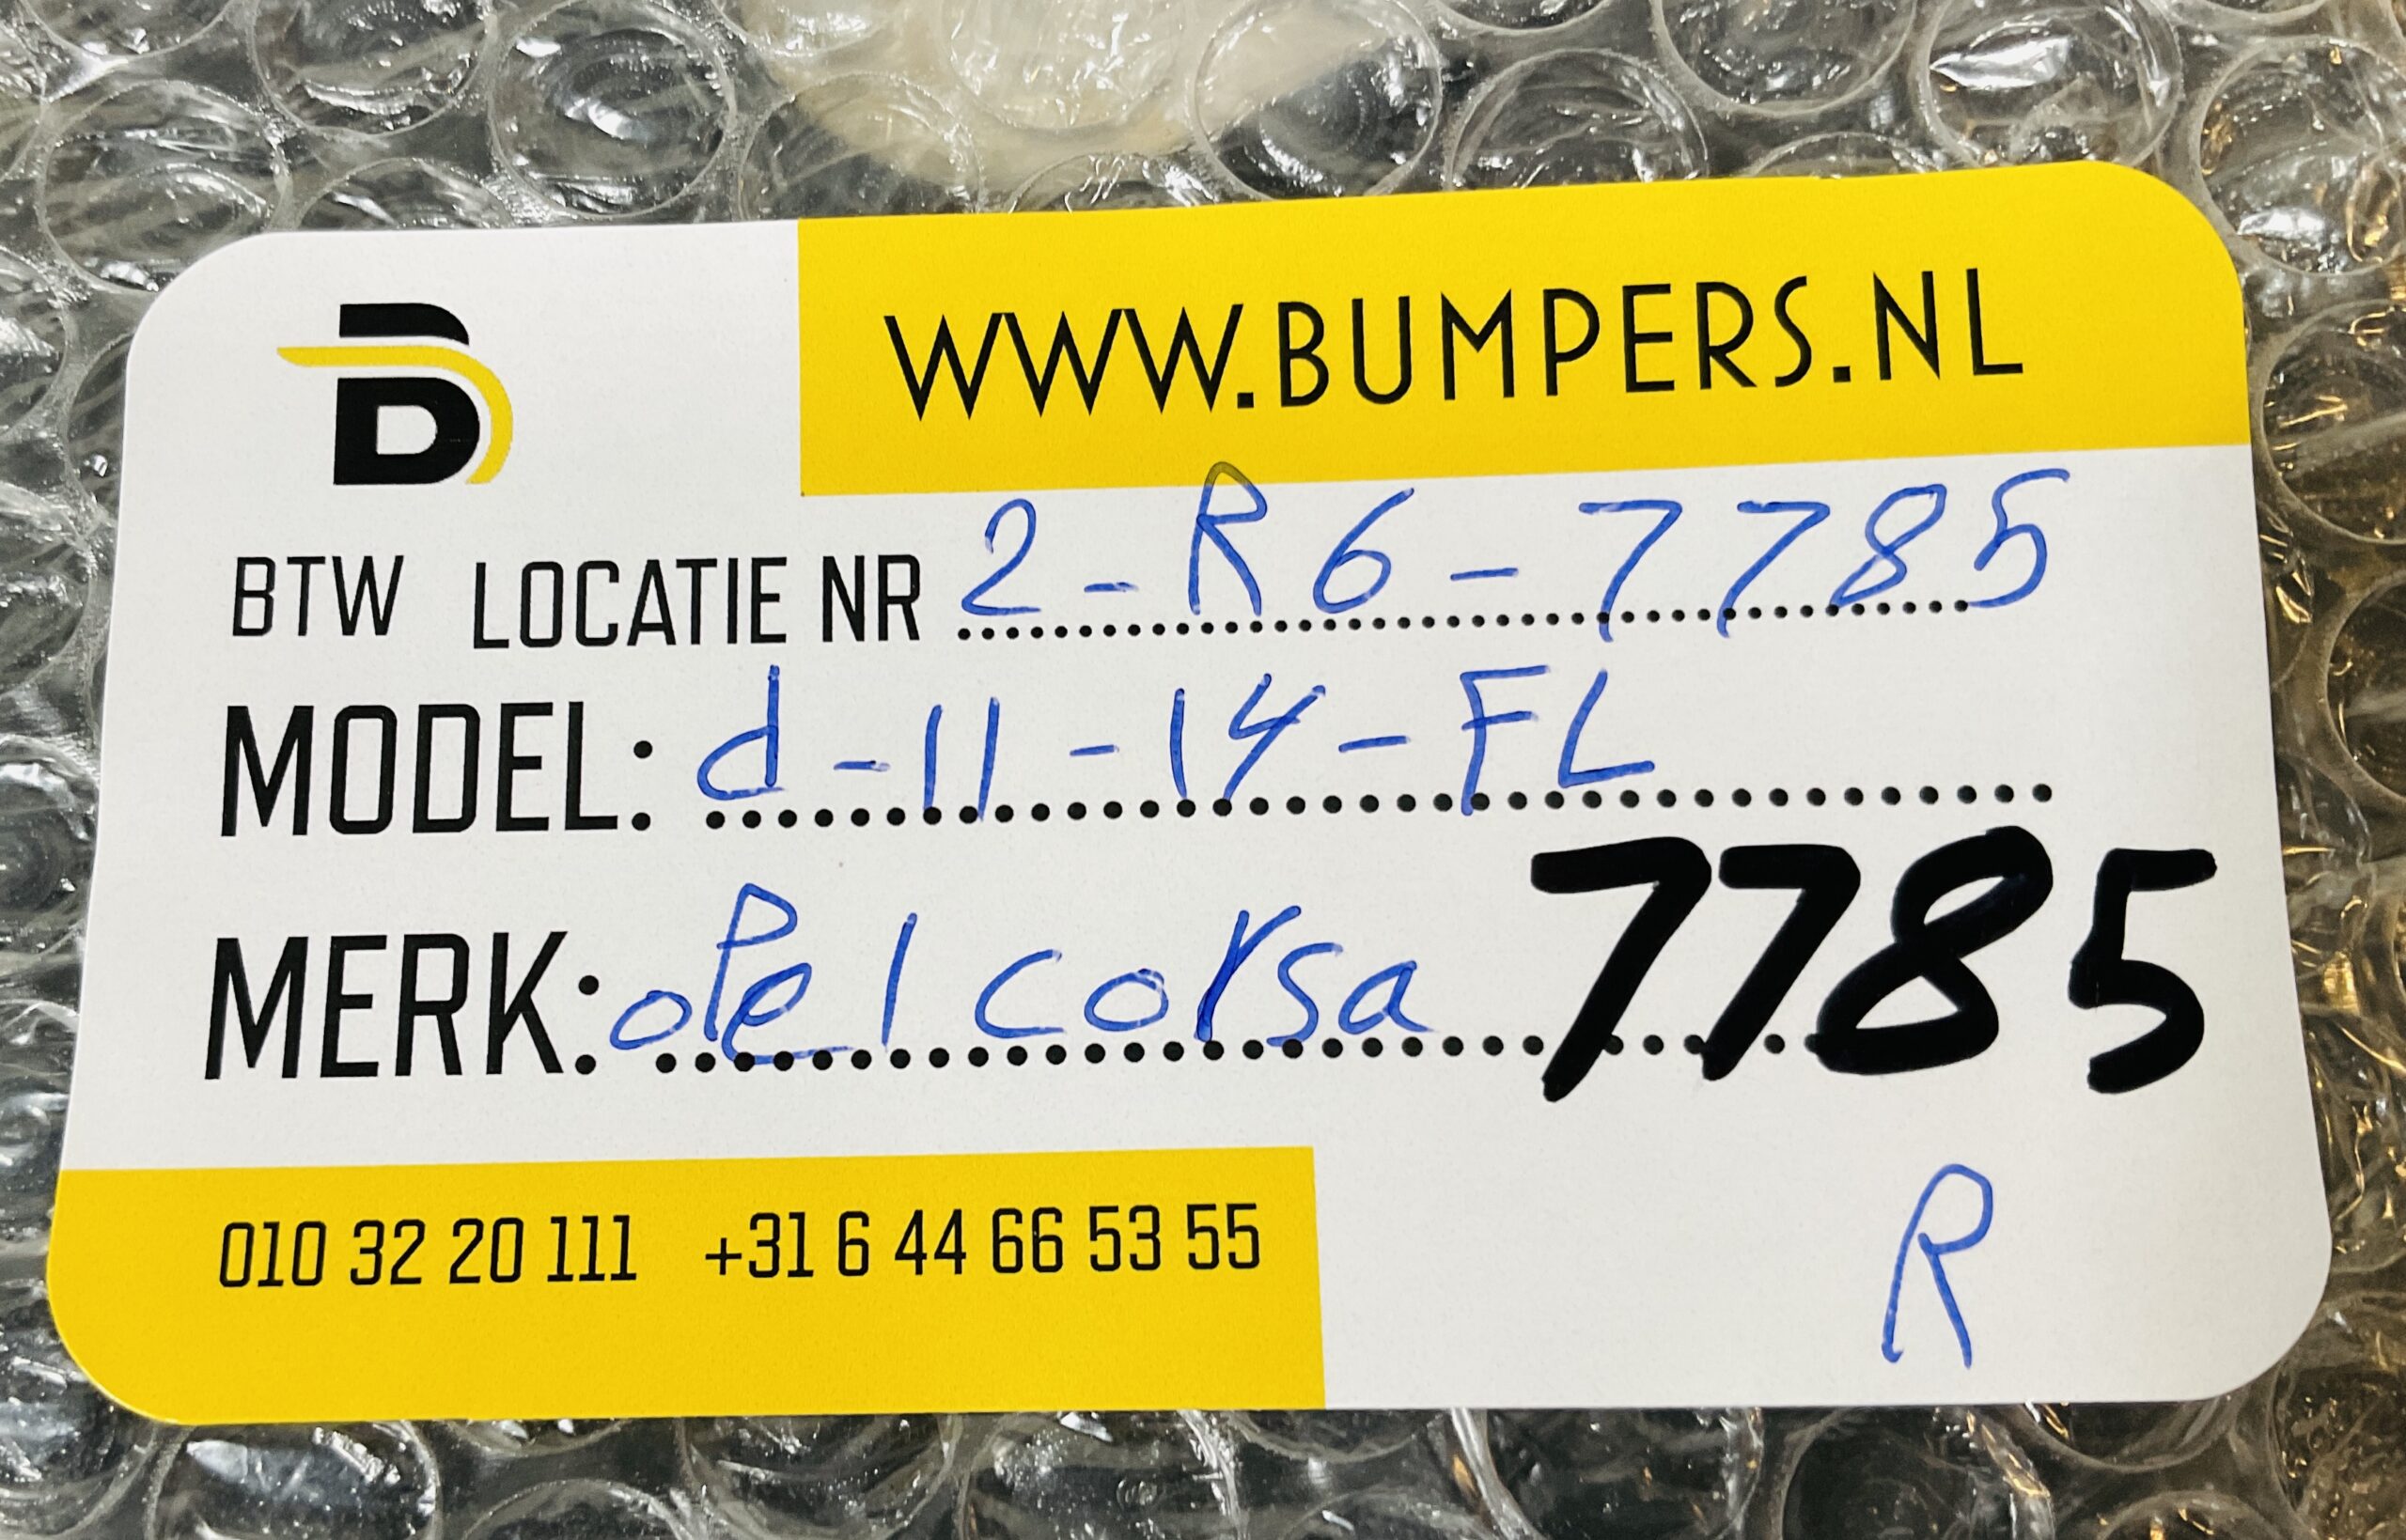 B
WWW.BUMPERS.NL
BTW LOCATIE NR 2-R6-7785
MODEL: d-11-14-FL
MERK: oPel corsa 7785
010 32 20 111 +31 6 44 66 53 55
R